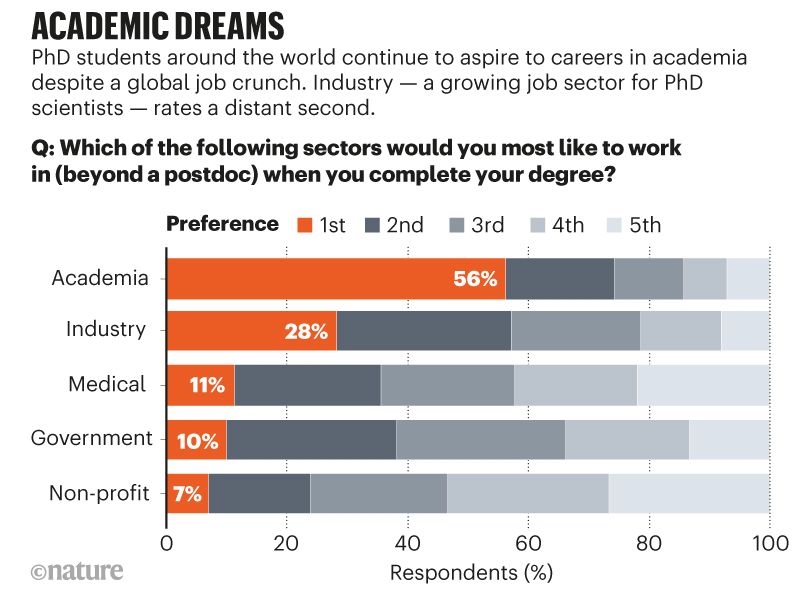 ACADEMIC DREAMS
PhD students around the world continue to aspire to careers in academia
despite a global job crunch. Industry — a growing job sector for PhD
scientists — rates a distant second.
Q: Which of the following sectors would you most like to work
in (beyond a postdoc) when you complete your degree?
Preference 1st 2nd 3rd 4th 5th
Academia 56%
Industry 28%
Medical 11%
Government 10%
Non-profit 7%
0 20 40 60 80 100
Respondents (%)
©nature